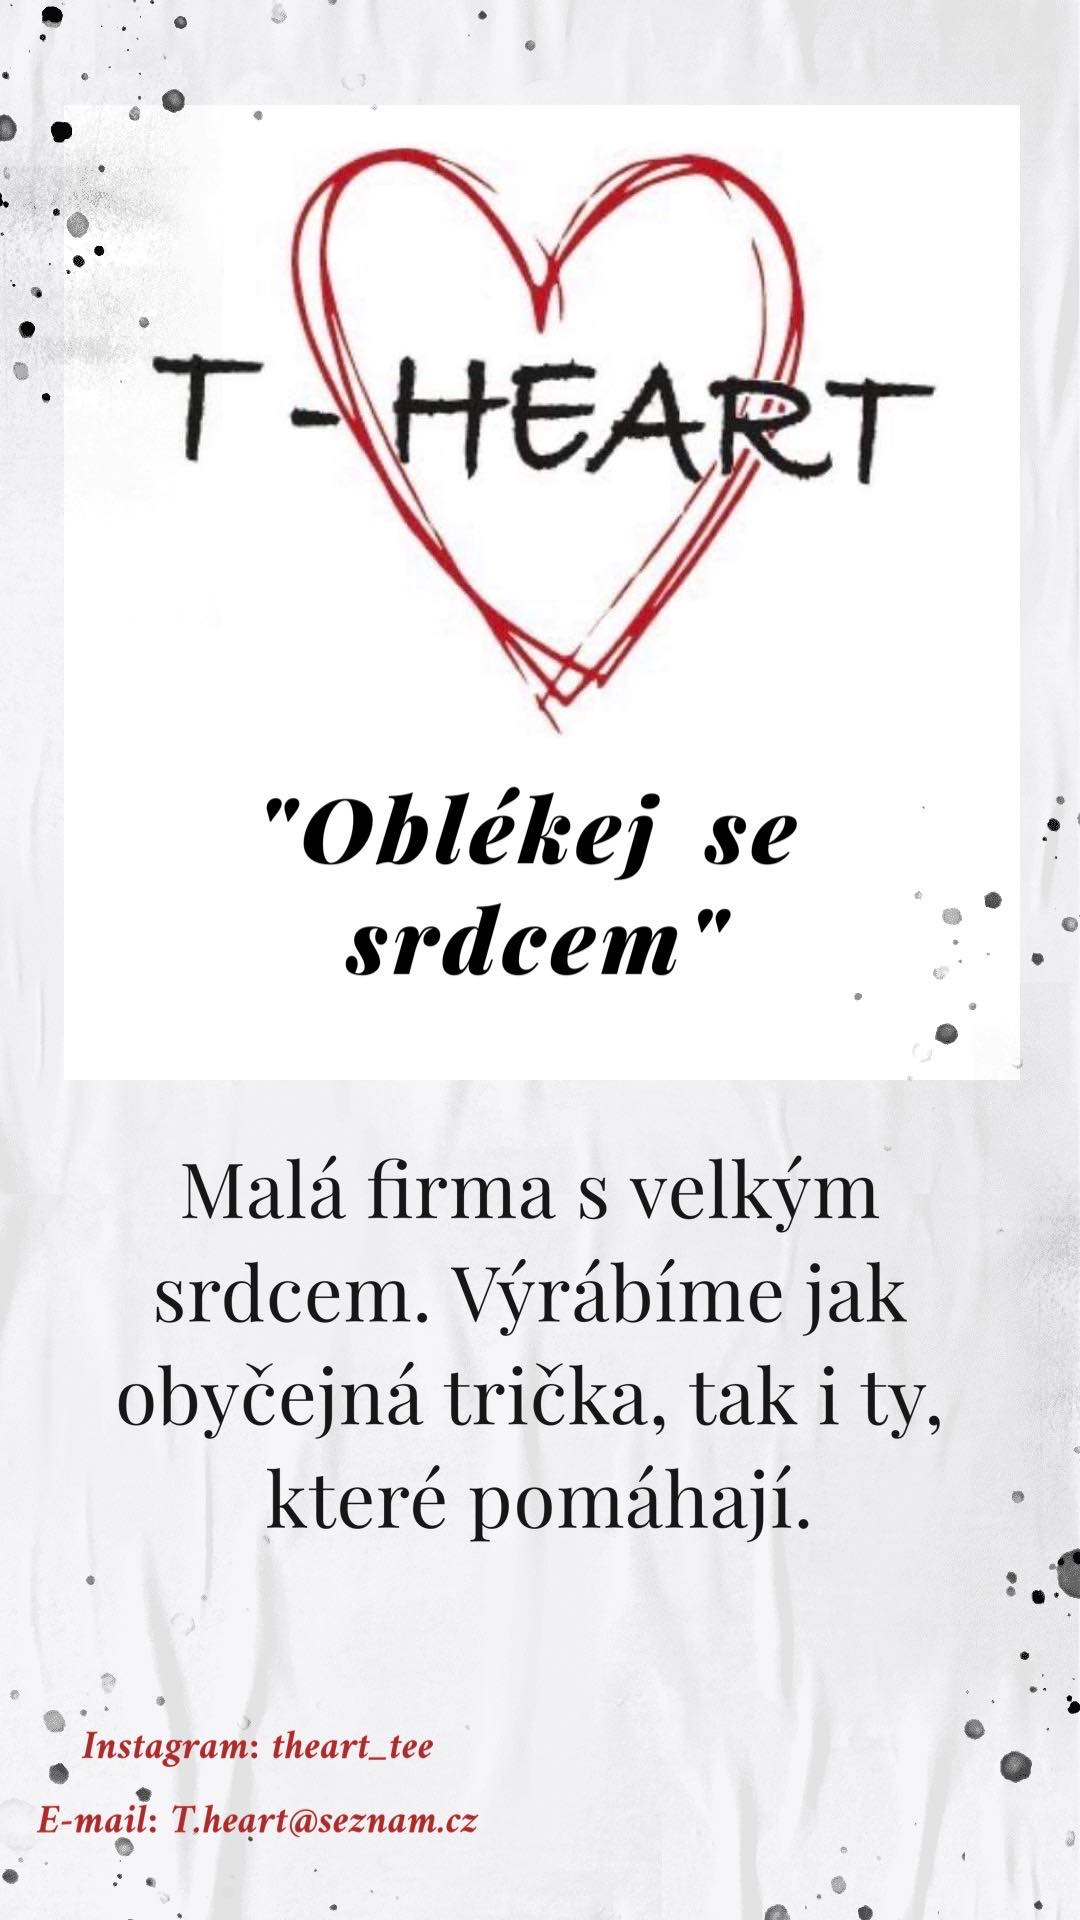 T - HEART
"Oblékej se
srdcem"
Malá firma s velkým
srdcem. Výrábíme jak
obyčejná trička, tak i ty,
které pomáhají.
Instagram: theart_tee
E-mail: T.heart@seznam.cz